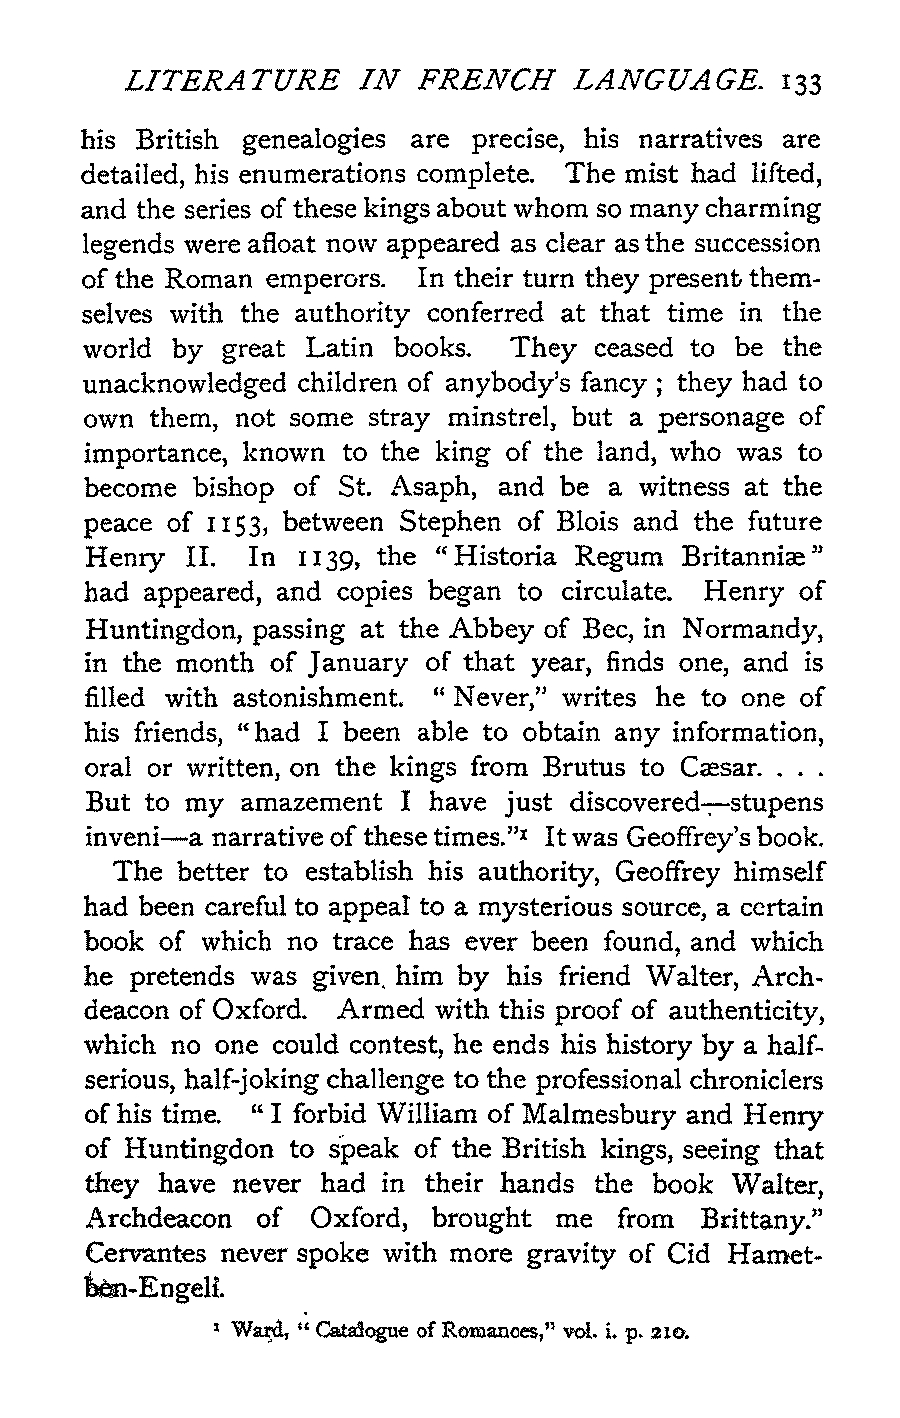 LITERATURE IN FRENCH LANGUAGE. 133
his British genealogies are precise, his narratives are
detailed, his enumerations complete. The mist had lifted,
and the series of these kings about whom so many charming
legends were afloat now appeared as clear as the succession
of the Roman emperors. In their turn they present them-
selves with the authority conferred at that time in the
world by great Latin books. They ceased to be the
unacknowledged children of anybody's fancy ; they had to
own them, not some stray minstrel, but a personage of
importance, known to the king of the land, who was to
become bishop of St. Asaph, and be a witness at the
peace of 1153, between Stephen of Blois and the future
Henry II. In 1139, the “Historia Regum Britanniæ”
had appeared, and copies began to circulate. Henry of
Huntingdon, passing at the Abbey of Bec, in Normandy,
in the month of January of that year, finds one, and is
filled with astonishment. “Never,” writes he to one of
his friends, “had I been able to obtain any information,
oral or written, on the kings from Brutus to Cæsar. . . .
But to my amazement I have just discovered—stupens
inveni—a narrative of these times.”¹ It was Geoffrey's book.
The better to establish his authority, Geoffrey himself
had been careful to appeal to a mysterious source, a certain
book of which no trace has ever been found, and which
he pretends was given him by his friend Walter, Arch-
deacon of Oxford. Armed with this proof of authenticity,
which no one could contest, he ends his history by a half-
serious, half-joking challenge to the professional chroniclers
of his time. “I forbid William of Malmesbury and Henry
of Huntingdon to speak of the British kings, seeing that
they have never had in their hands the book Walter,
Archdeacon of Oxford, brought me from Brittany.”
Cervantes never spoke with more gravity of Cid Hamet-
ben-Engeli.
¹ Ward, “Catalogue of Romances,” vol. i. p. 210.